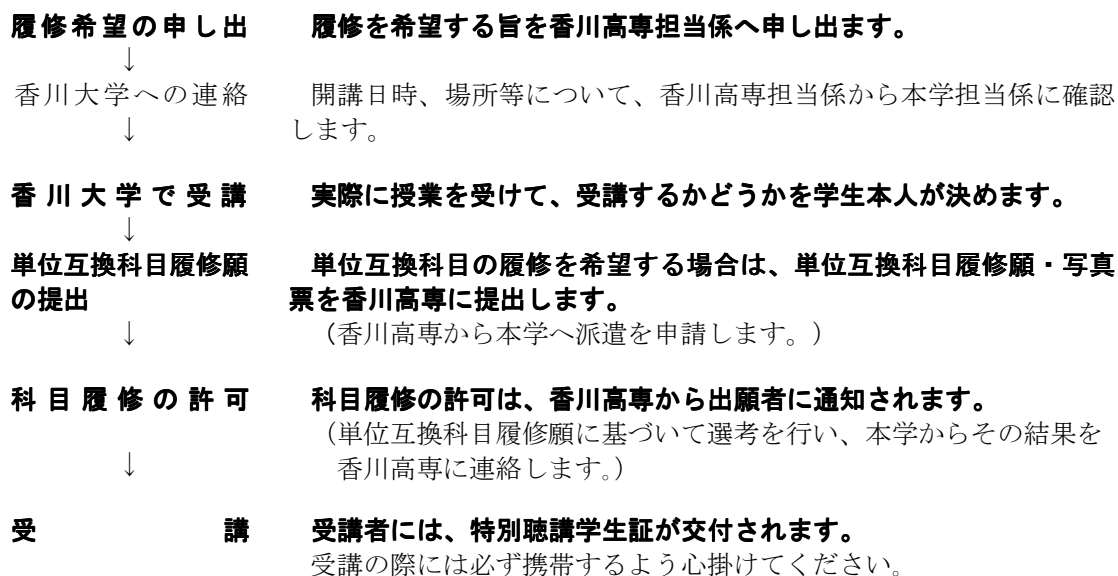 履修希望の申し出　履修を希望する旨を香川高専担当係へ申し出ます。
↓
香川大学への連絡　開講日時、場所等について、香川高専担当係から本学担当係に確認
↓　します。
香川大学で受講　実際に授業を受けて、受講するかどうかを学生本人が決めます。
↓
単位互換科目履修願　単位互換科目の履修を希望する場合は、単位互換科目履修願・写真
の提出　票を香川高専に提出します。
↓　（香川高専から本学へ派遣を申請します。）
科目履修の許可　科目履修の許可は、香川高専から出願者に通知されます。
（単位互換科目履修願に基づいて選考を行い、本学からその結果を
↓　香川高専に連絡します。）
受　講　受講者には、特別聴講学生証が交付されます。
受講の際には必ず携帯するよう心掛けてください。